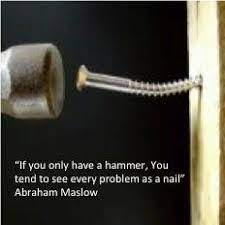 “If you only have a hammer, You
tend to see every problem as a nail”
Abraham Maslow